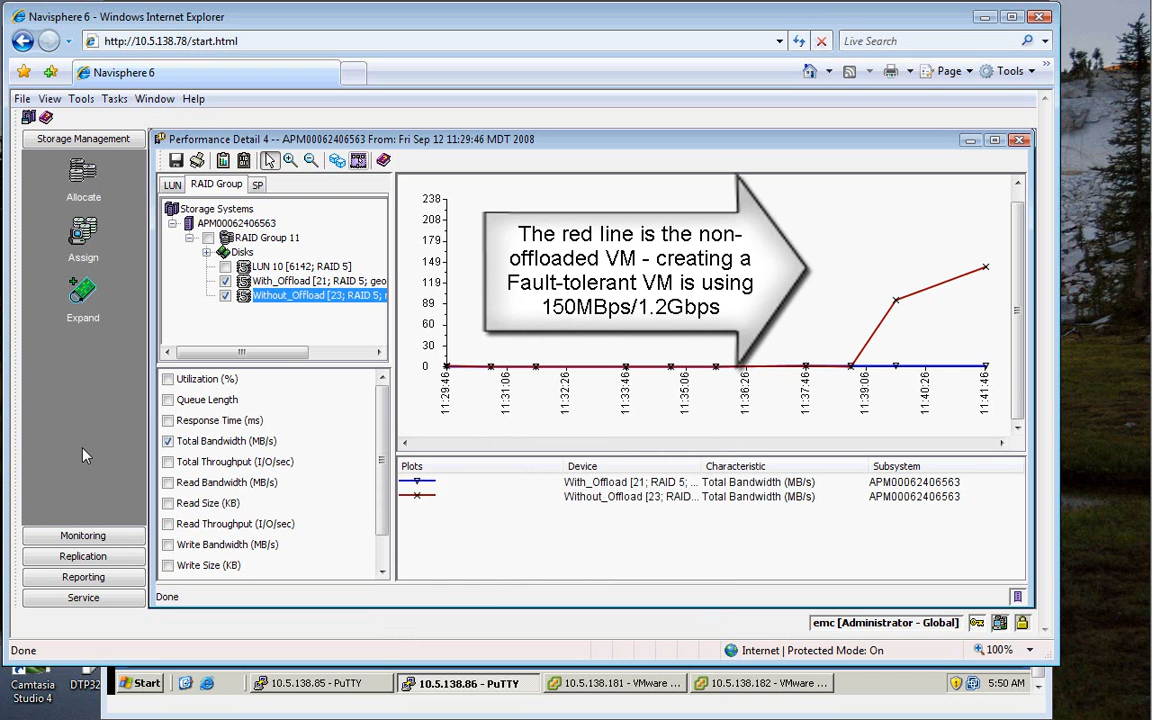 Navisphere 6 - Windows Internet Explorer
http://10.5.138.78/start.html
Live Search
Navisphere 6
Page
Tools
File View Tools Tasks Window Help
Storage Management
Allocate
Assign
Expand
Monitoring
Replication
Reporting
Service
Performance Detail 4 -- APM00062406563 From: Fri Sep 12 11:29:46 MDT 2008
LUN RAID Group SP
Storage Systems
APM00062406563
RAID Group 11
Disks
LUN 10 [6142; RAID 5]
With_Offload [21; RAID 5; geo
Without_Offload [23; RAID 5;
Utilization (%)
Queue Length
Response Time (ms)
Total Bandwidth (MB/s)
Total Throughput (I/O/sec)
Read Bandwidth (MB/s)
Read Size (KB)
Read Throughput (I/O/sec)
Write Bandwidth (MB/s)
Write Size (KB)
238
208
179
149
119
89
60
30
0
11:29:46 11:31:06 11:32:26 11:33:46 11:35:06 11:36:26 11:37:46 11:39:06 11:40:26 11:41:46
The red line is the non-
offloaded VM - creating a
Fault-tolerant VM is using
150MBps/1.2Gbps
Plots Device Characteristic Subsystem
With_Offload [21; RAID 5; ... Total Bandwidth (MB/s) APM00062406563
Without_Offload [23; RAID... Total Bandwidth (MB/s) APM00062406563
Done
emc [Administrator - Global]
Done
Internet | Protected Mode: On
100%
Camtasia
Studio 4
DTP32
Start
10.5.138.85 - PuTTY
10.5.138.86 - PuTTY
10.5.138.181 - VMware ...
10.5.138.182 - VMware ...
5:50 AM